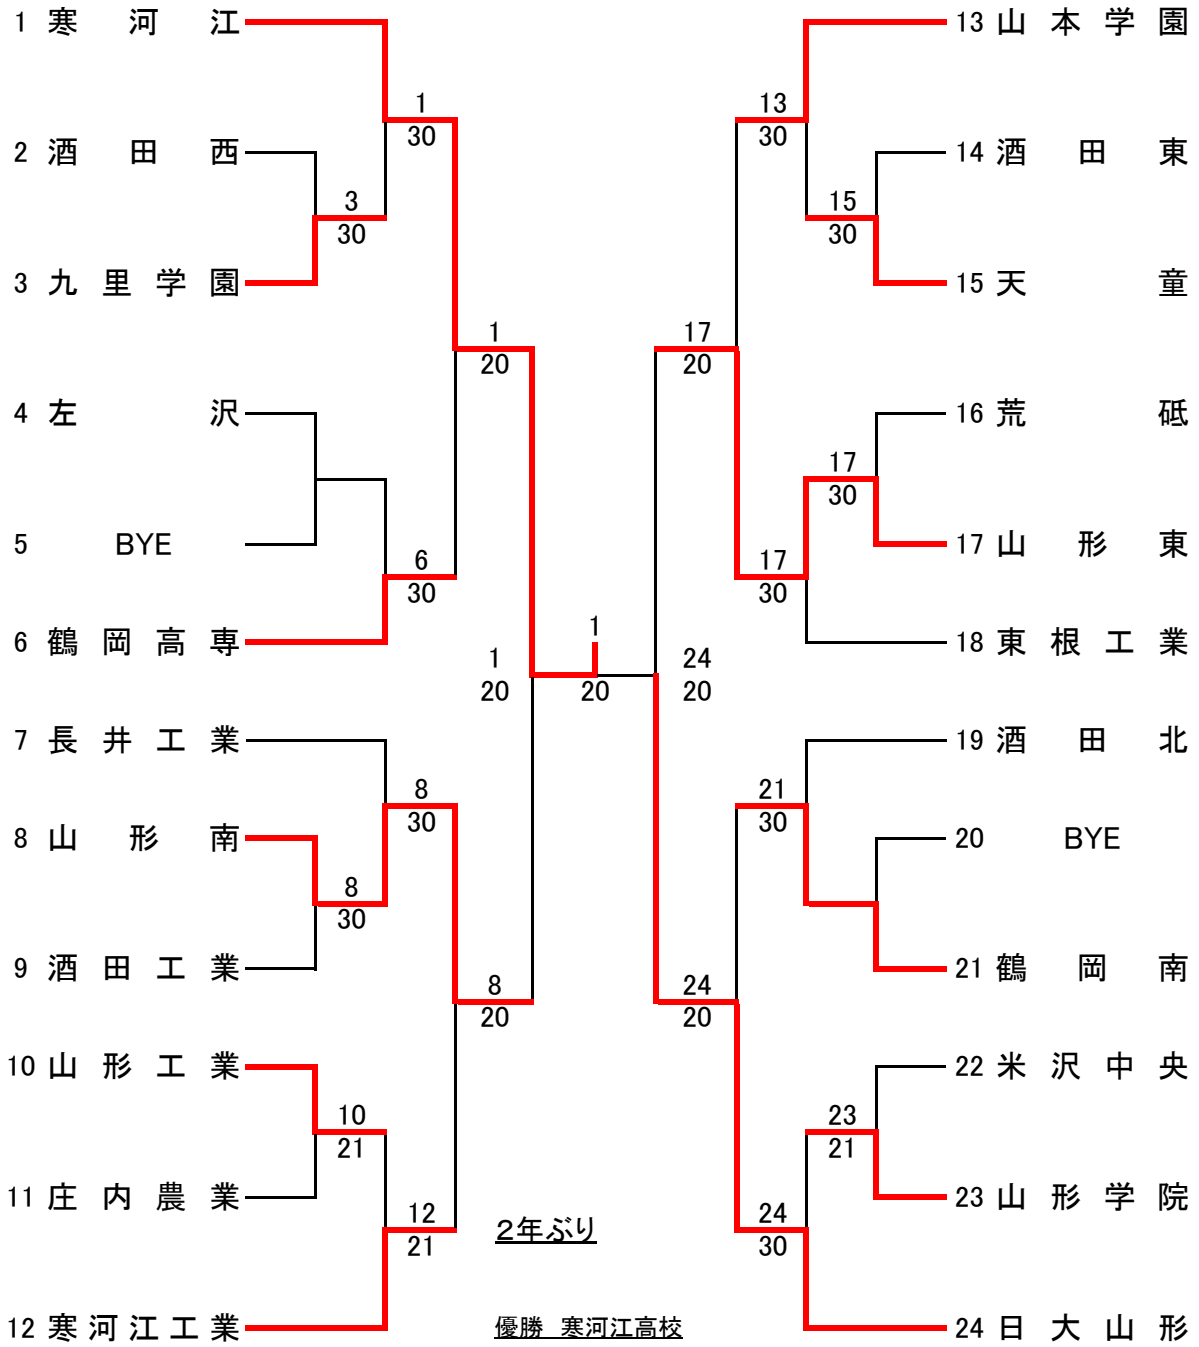 1 寒河江
13 山本学園
1
30
13
30
2 酒田西
14 酒田東
3
30
15
30
3 九里学園
15 天童
1
20
17
20
4 左沢
16 荒砥
17
30
5 BYE
17 山形東
6
30
17
30
6 鶴岡高専
18 東根工業
1
20
1
20
24
20
7 長井工業
19 酒田北
8
30
21
30
8 山形南
20 BYE
8
30
9 酒田工業
21 鶴岡南
8
20
24
20
10 山形工業
22 米沢中央
10
21
23
21
11 庄内農業
23 山形学院
12
21
2年ぶり
24
30
12 寒河江工業
優勝 寒河江高校
24 日大山形